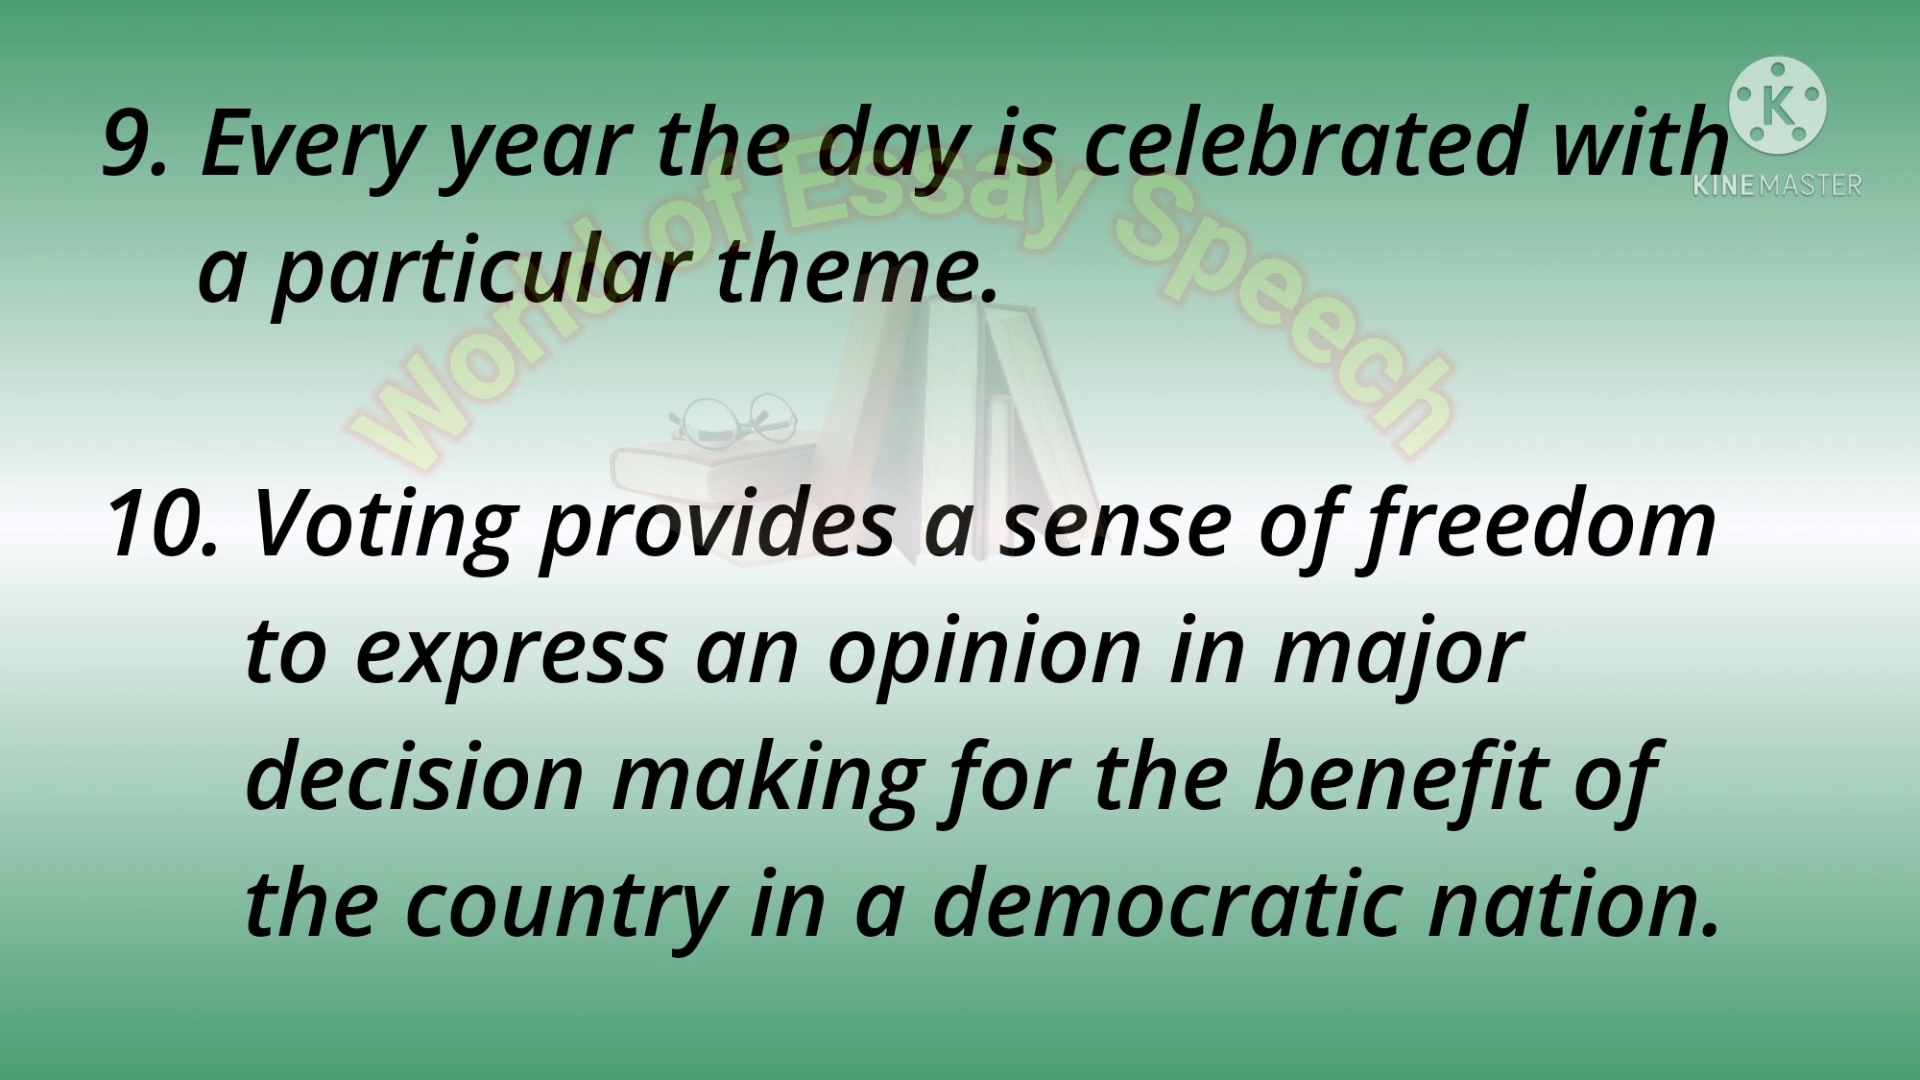 9. Every year the day is celebrated with
a particular theme.
World of Essay Speech
10. Voting provides a sense of freedom
to express an opinion in major
decision making for the benefit of
the country in a democratic nation.
K
KINEMASTER